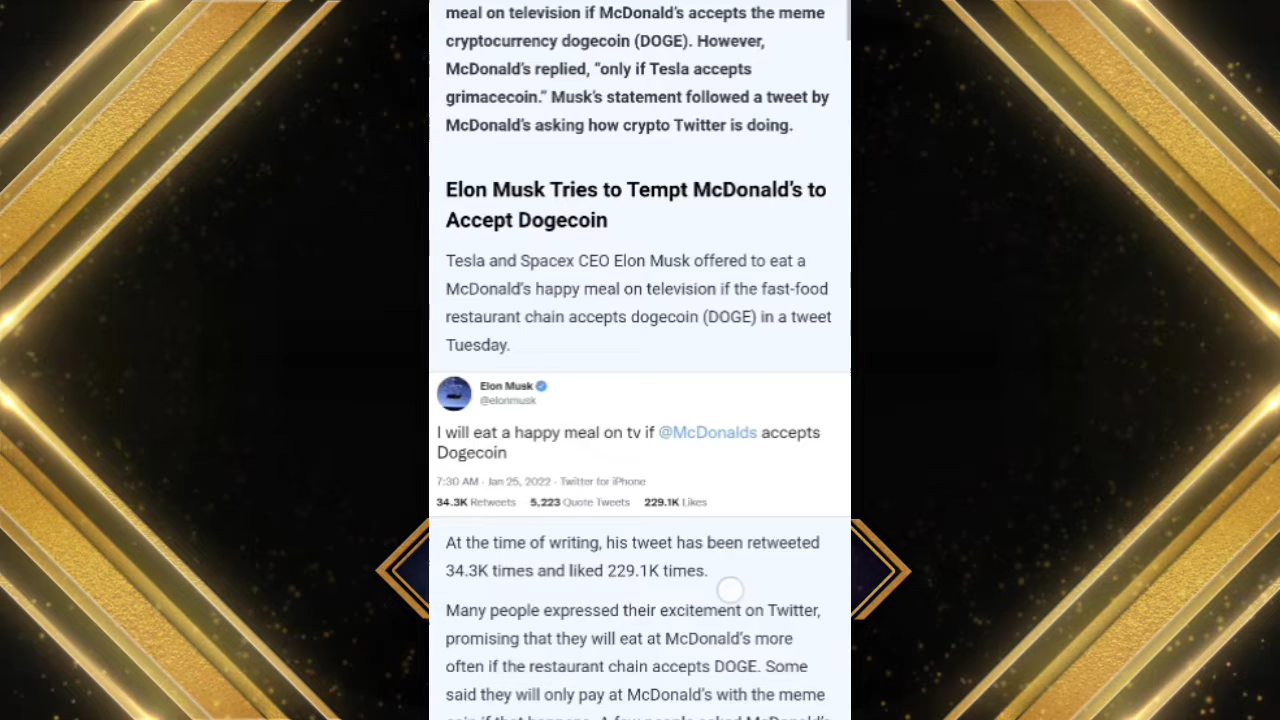 meal on television if McDonald's accepts the meme
cryptocurrency dogecoin (DOGE). However,
McDonald's replied, “only if Tesla accepts
grimacecoin.” Musk's statement followed a tweet by
McDonald's asking how crypto Twitter is doing.
Elon Musk Tries to Tempt McDonald's to
Accept Dogecoin
Tesla and Spacex CEO Elon Musk offered to eat a
McDonald's happy meal on television if the fast-food
restaurant chain accepts dogecoin (DOGE) in a tweet
Tuesday.
Elon Musk
@elonmusk
I will eat a happy meal on tv if @McDonalds accepts
Dogecoin
7:30 AM · Jan 25, 2022 · Twitter for iPhone
34.3K Retweets 5,223 Quote Tweets 229.1K Likes
At the time of writing, his tweet has been retweeted
34.3K times and liked 229.1K times.
Many people expressed their excitement on Twitter,
promising that they will eat at McDonald's more
often if the restaurant chain accepts DOGE. Some
said they will only pay at McDonald's with the meme